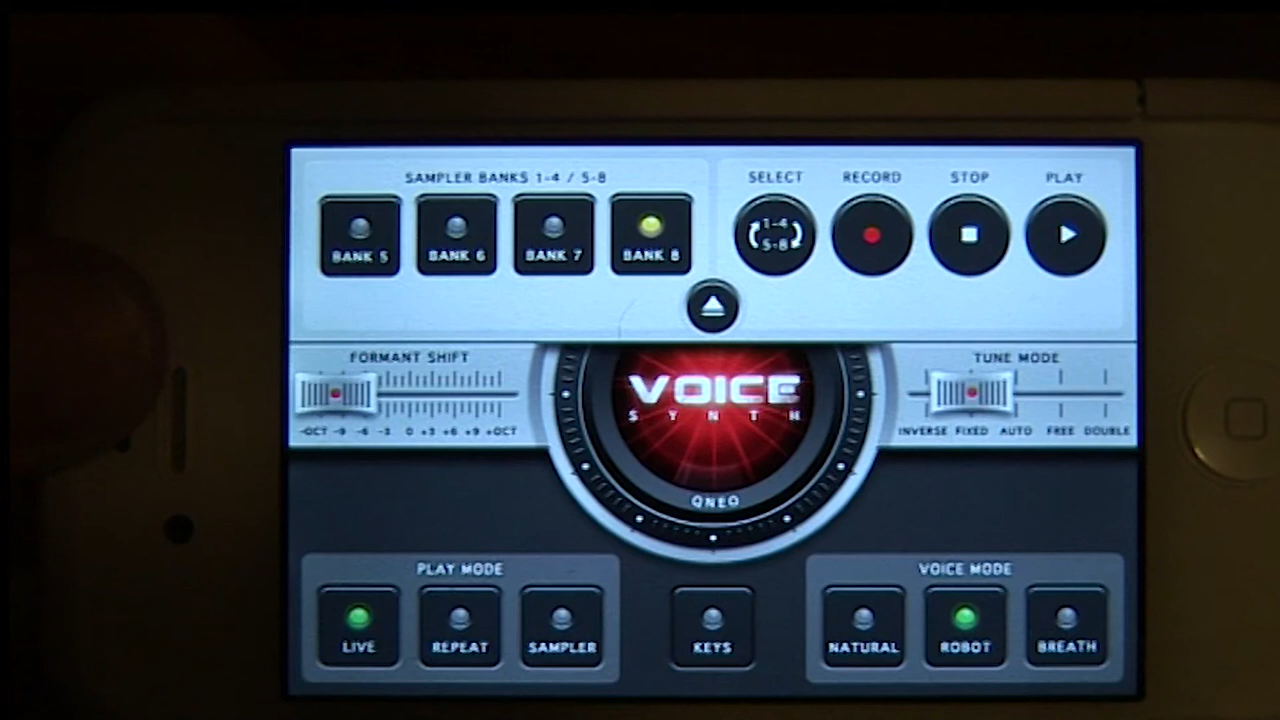 SAMPLER BANKS 1-4 / 5-8
SELECT RECORD STOP PLAY
BANK 5 BANK 6 BANK 7 BANK 8
1-4
5-8
FORMANT SHIFT
-OCT -9 -6 -3 0 +3 +6 +9 +OCT
VOICE
SYNTH
QNEO
TUNE MODE
INVERSE FIXED AUTO FREE DOUBLE
PLAY MODE
LIVE REPEAT SAMPLER
KEYS
VOICE MODE
NATURAL ROBOT BREATH